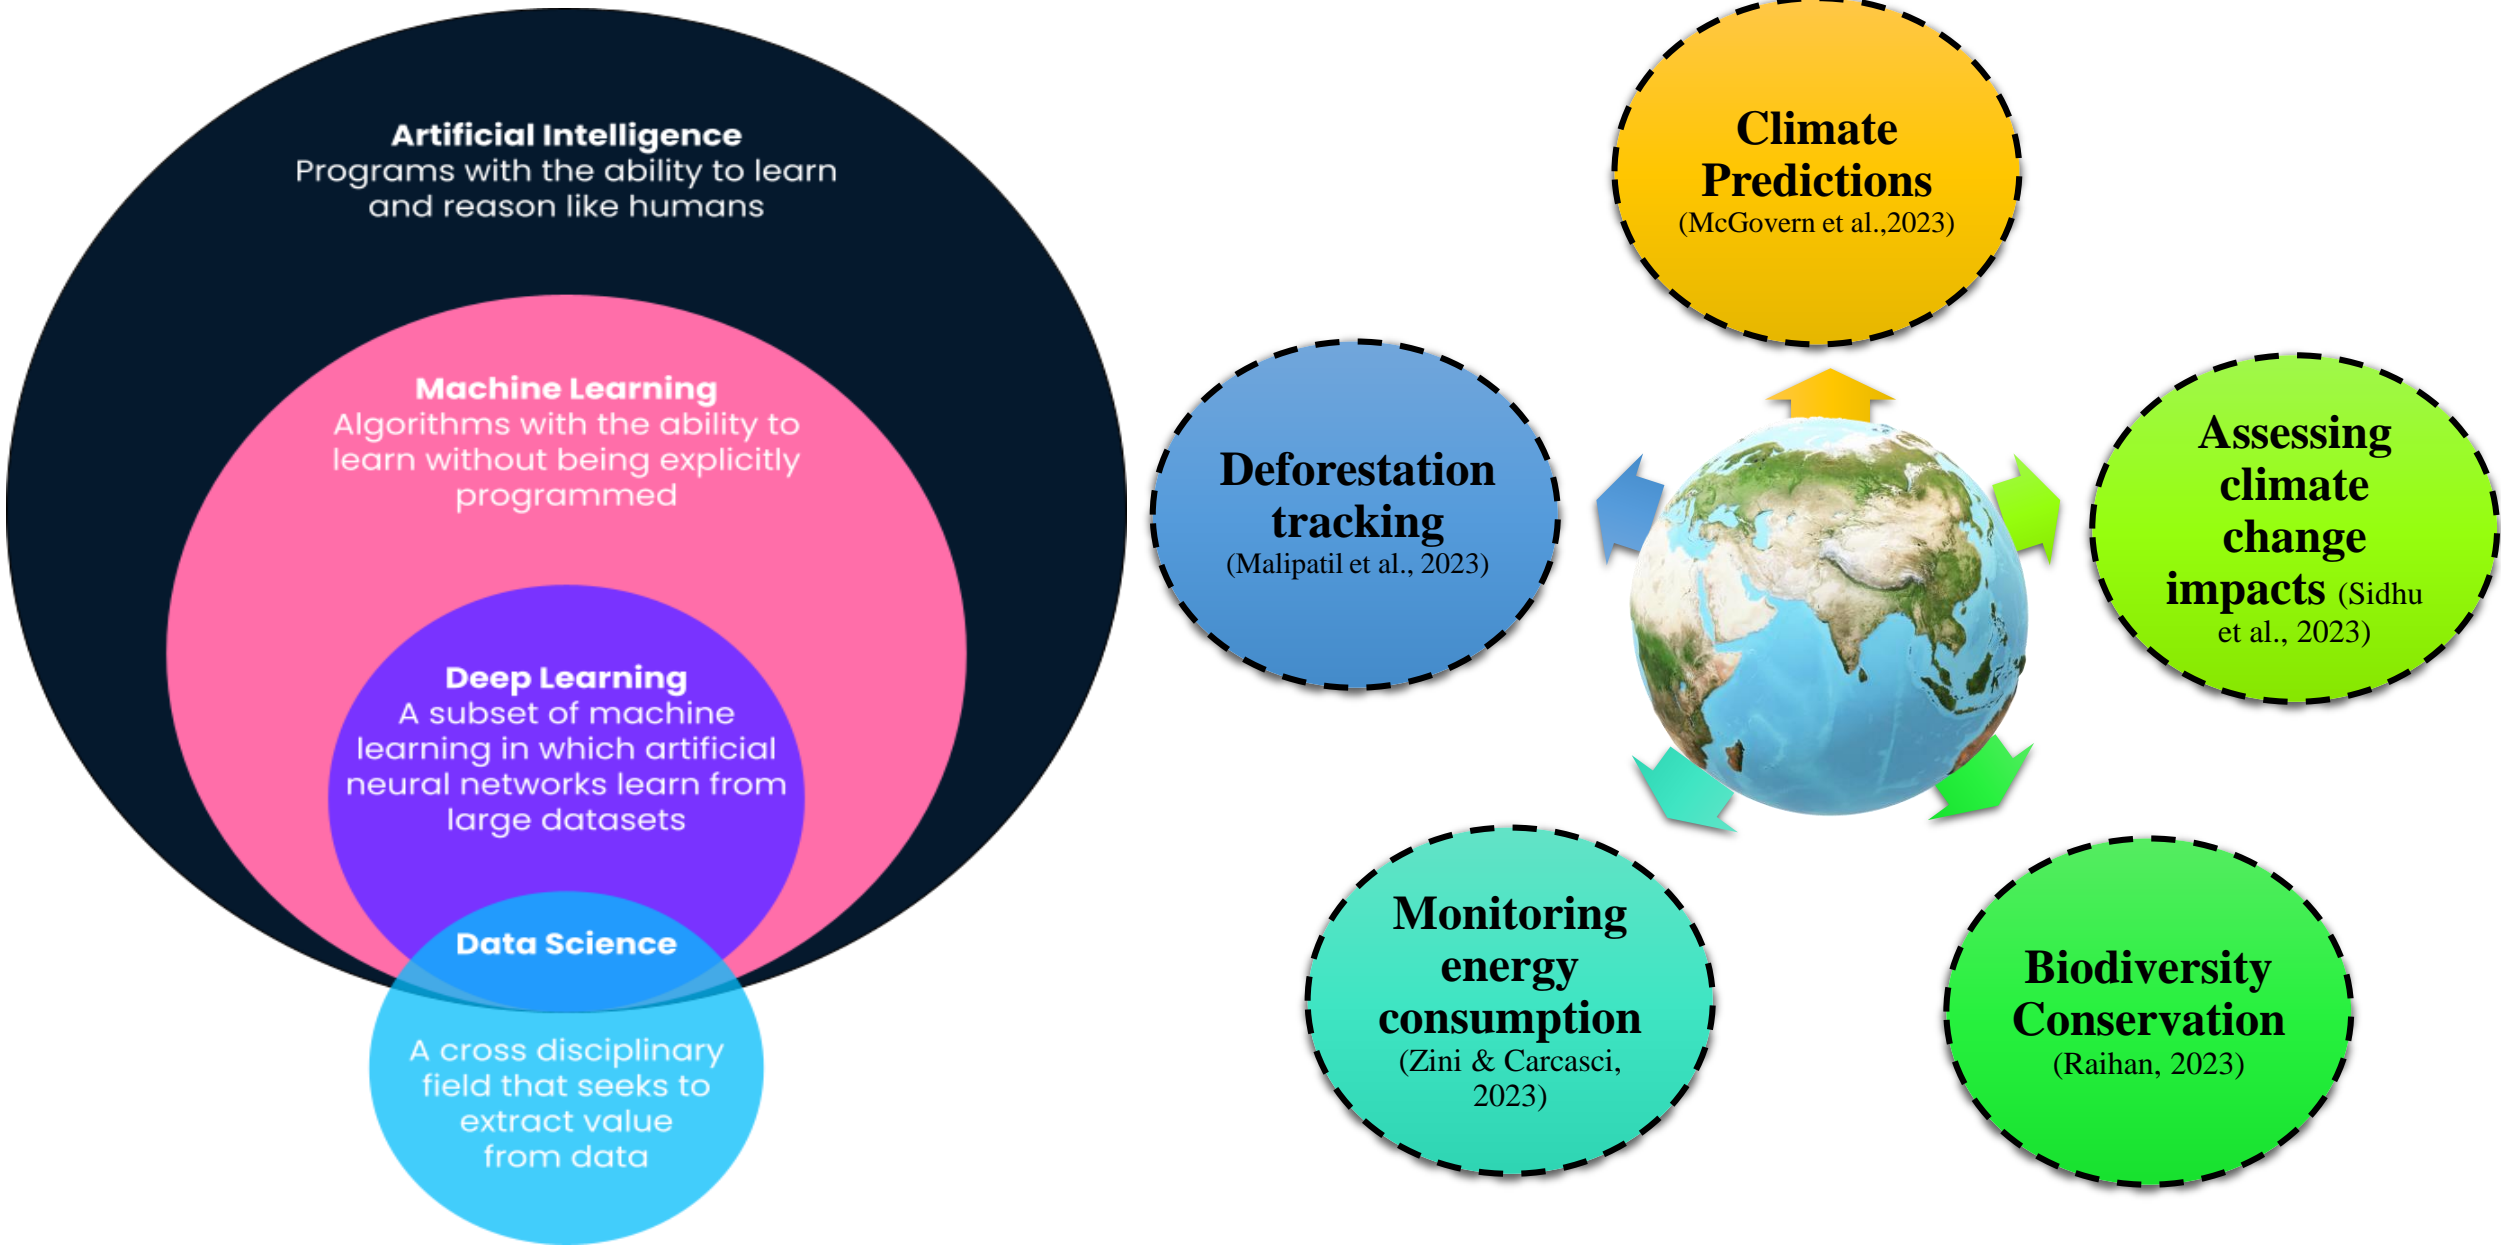 Artificial Intelligence
Programs with the ability to learn
and reason like humans
Machine Learning
Algorithms with the ability to
learn without being explicitly
programmed
Deep Learning
A subset of machine
learning in which artificial
neural networks learn from
large datasets
Data Science
A cross disciplinary
field that seeks to
extract value
from data
Climate
Predictions
(McGovern et al.,2023)
Deforestation
tracking
(Malipatil et al., 2023)
Assessing
climate
change
impacts (Sidhu
et al., 2023)
Monitoring
energy
consumption
(Zini & Carcasci,
2023)
Biodiversity
Conservation
(Raihan, 2023)